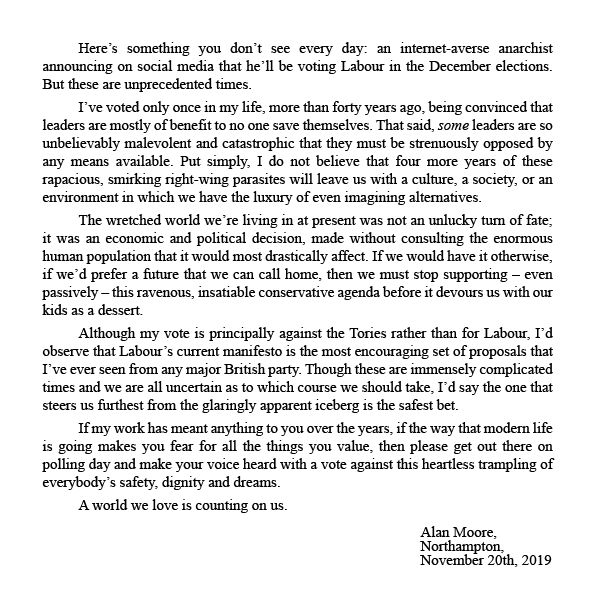 Here’s something you don’t see every day: an internet-averse anarchist
announcing on social media that he’ll be voting Labour in the December elections.
But these are unprecedented times.
I’ve voted only once in my life, more than forty years ago, being convinced that
leaders are mostly of benefit to no one save themselves. That said, some leaders are so
unbelievably malevolent and catastrophic that they must be strenuously opposed by
any means available. Put simply, I do not believe that four more years of these
rapacious, smirking right-wing parasites will leave us with a culture, a society, or an
environment in which we have the luxury of even imagining alternatives.
The wretched world we’re living in at present was not an unlucky turn of fate;
it was an economic and political decision, made without consulting the enormous
human population that it would most drastically affect. If we would have it otherwise,
if we’d prefer a future that we can call home, then we must stop supporting – even
passively – this ravenous, insatiable conservative agenda before it devours us with our
kids as a dessert.
Although my vote is principally against the Tories rather than for Labour, I’d
observe that Labour’s current manifesto is the most encouraging set of proposals that
I’ve ever seen from any major British party. Though these are immensely complicated
times and we are all uncertain as to which course we should take, I’d say the one that
steers us furthest from the glaringly apparent iceberg is the safest bet.
If my work has meant anything to you over the years, if the way that modern life
is going makes you fear for all the things you value, then please get out there on
polling day and make your voice heard with a vote against this heartless trampling of
everybody’s safety, dignity and dreams.
A world we love is counting on us.
Alan Moore,
Northampton,
November 20th, 2019